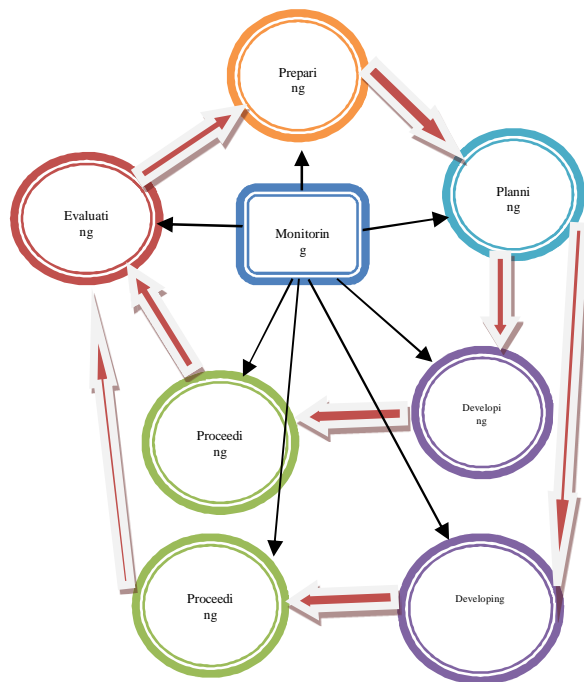 Prepari
ng
Planni
ng
Evaluati
ng
Monitorin
g
Developi
ng
Proceedi
ng
Proceedi
ng
Developing